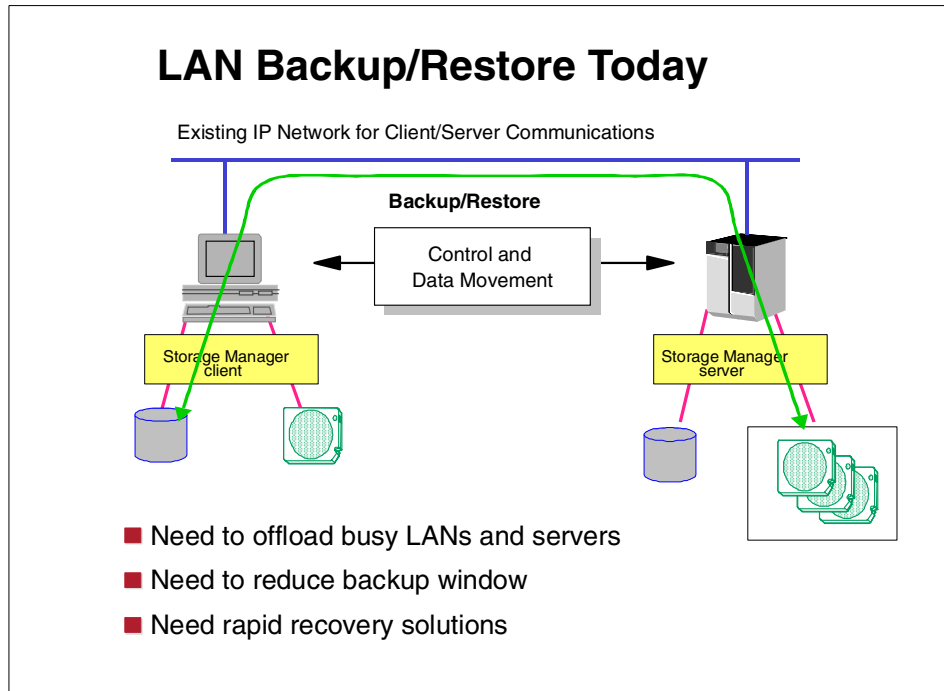 LAN Backup/Restore Today
Existing IP Network for Client/Server Communications
Backup/Restore
Control and
Data Movement
Storage Manager
client
Storage Manager
server
Need to offload busy LANs and servers
Need to reduce backup window
Need rapid recovery solutions